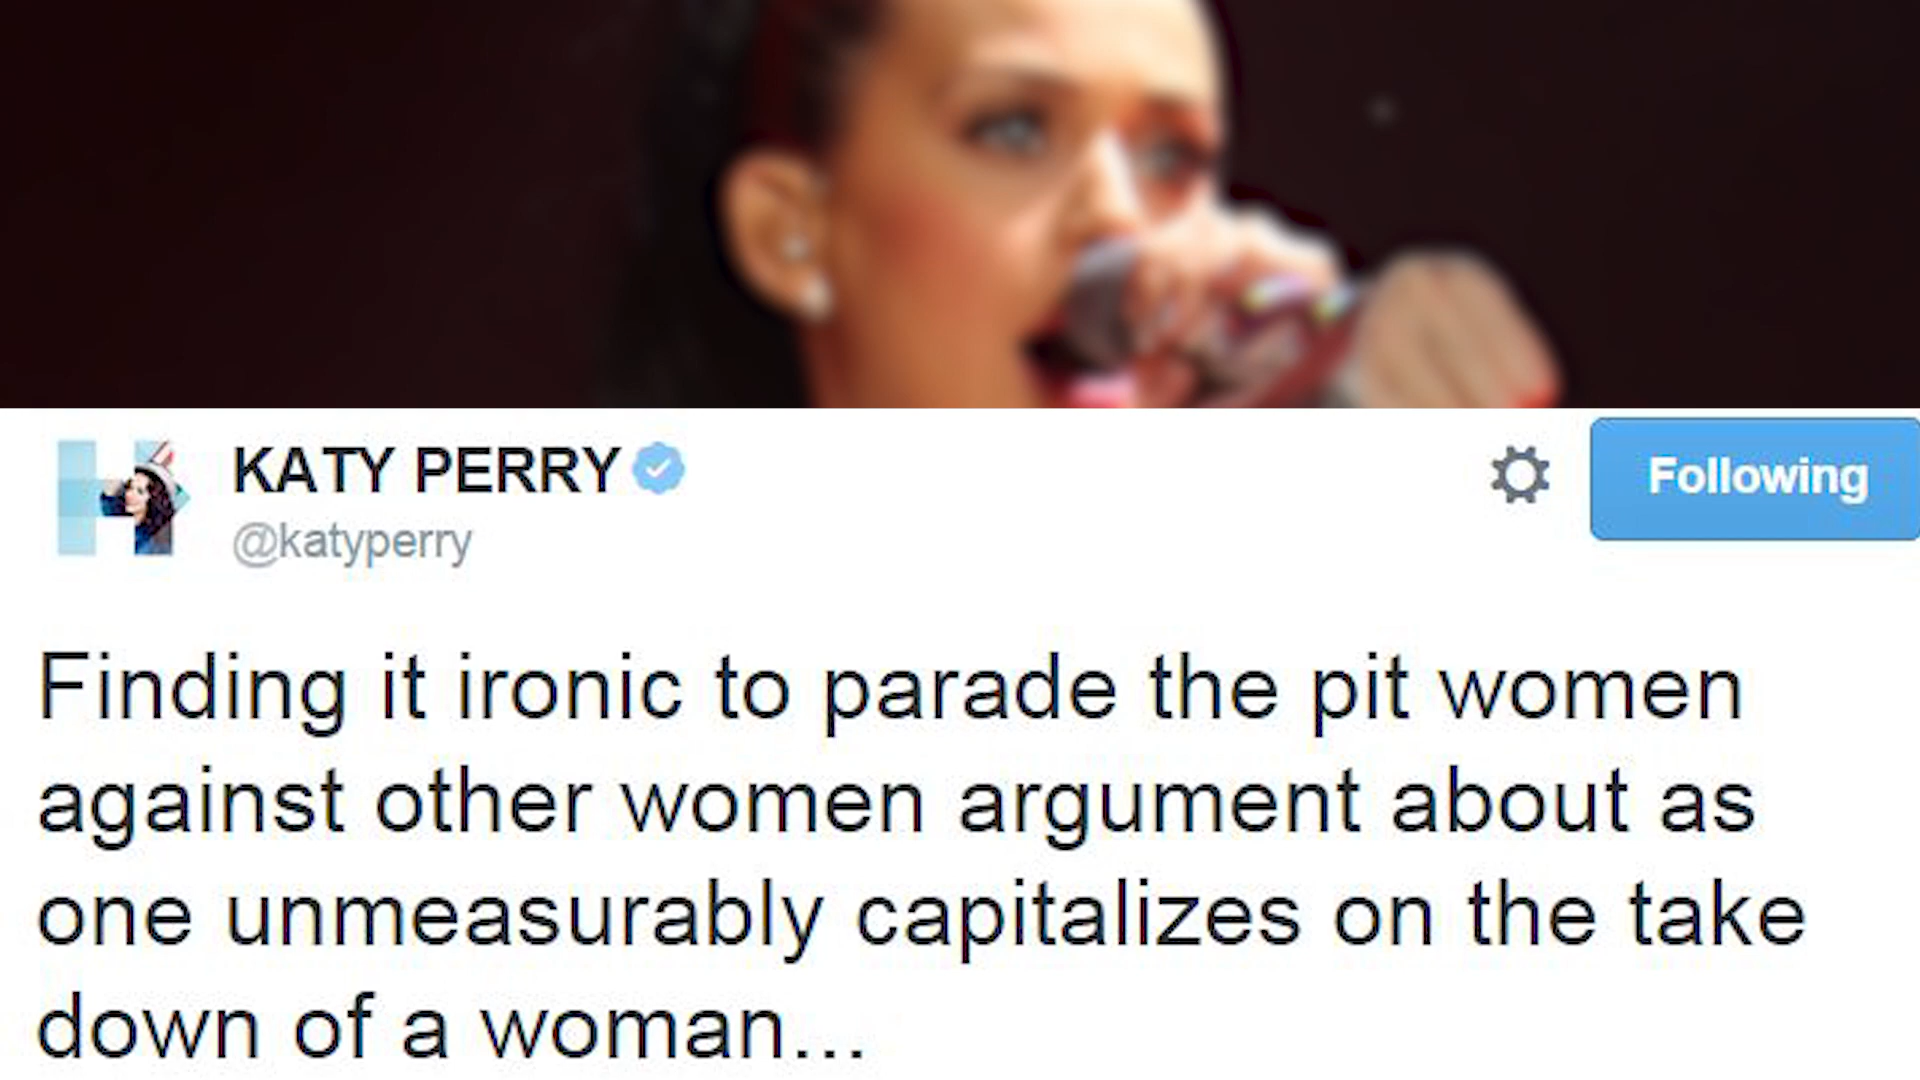 KATY PERRY
@katyperry
Following
Finding it ironic to parade the pit women
against other women argument about as
one unmeasurably capitalizes on the take
down of a woman...